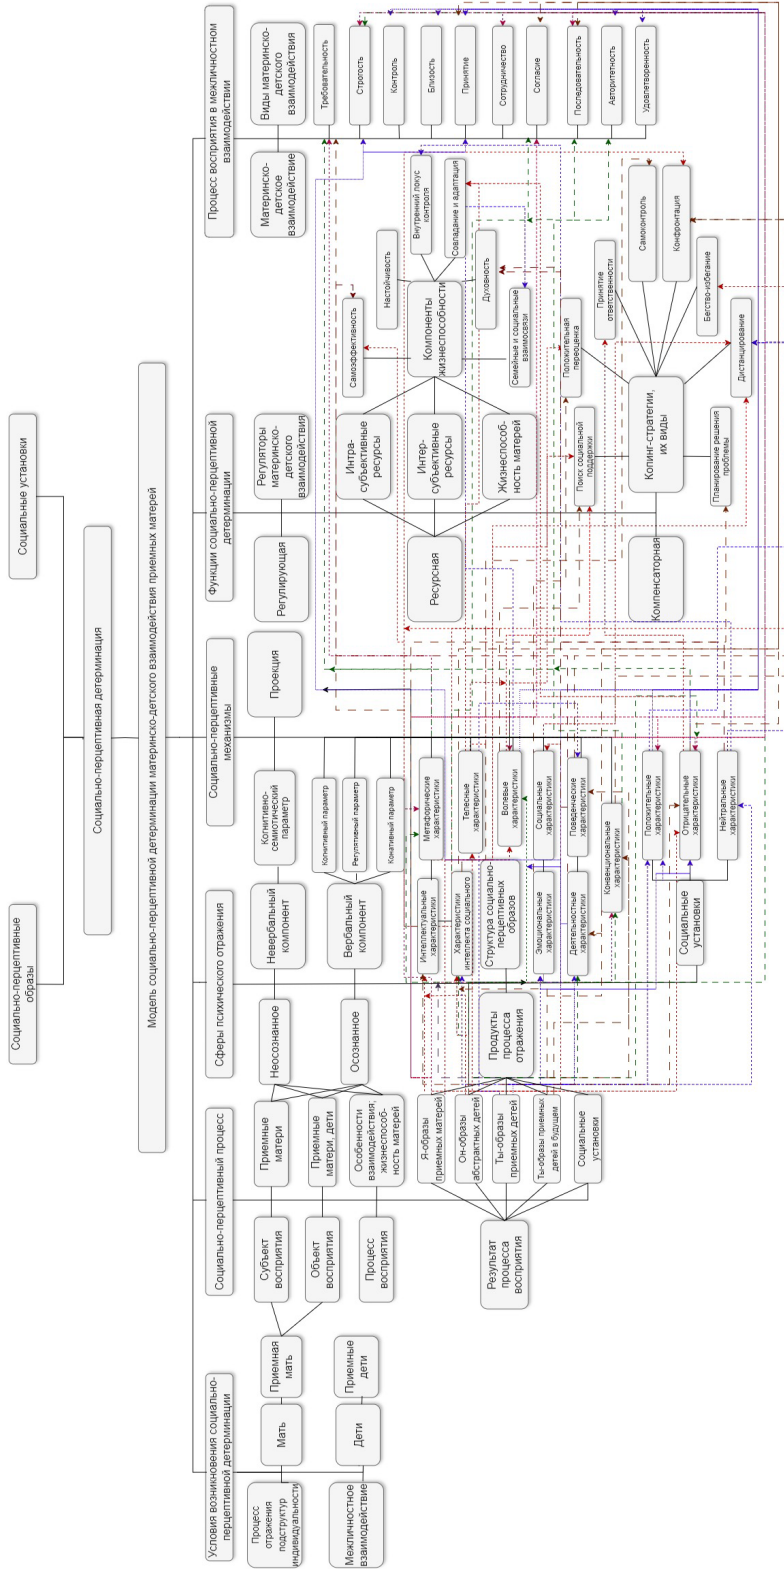 Социально-перцептивные
образы
Социальные установки
Социально-перцептивная детерминация
Модель социально-перцептивной детерминации материнско-детского взаимодействия приемных матерей
Условия возникновения социально-
перцептивной детерминации
Социально-перцептивный процесс
Сферы психического отражения
Социально-перцептивные
механизмы
Функции социально-перцептивной
детерминации
Процесс восприятия в межличностном
взаимодействии
Процесс
отражения
подструктур
индивидуальности
Мать
Приемная
мать
Межличностное
взаимодействие
Дети
Приемные
дети
Субъект
восприятия
Приемные
матери
Объект
восприятия
Приемные
матери, дети
Процесс
восприятия
Особенности
взаимодействия;
жизнеспособ-
ность матерей
Результат
процесса
восприятия
Я-образы
приемных матерей
Он-образы
абстрактных детей
Ты-образы
приемных детей
Ты-образы приемных
детей в будущем
Социальные
установки
Неосознанное
Осознанное
Продукты
процесса
отражения
Невербальный
компонент
Вербальный
компонент
Структура социально-
перцептивных
образов
Социальные
установки
Когнитивно-
семиотический
параметр
Проекция
Когнитивный параметр
Регулятивный параметр
Конативный параметр
Интеллектуальные
характеристики
Метафорические
характеристики
Характеристики
интеллекта социального
Телесные
характеристики
Волевые
характеристики
Эмоциональные
характеристики
Социальные
характеристики
Деятельностные
характеристики
Поведенческие
характеристики
Конвенциональные
характеристики
Положительные
характеристики
Отрицательные
характеристики
Нейтральные
характеристики
Регулирующая
Регуляторы
материнско-
детского
взаимодействия
Ресурсная
Интра-
субъективные
ресурсы
Интер-
субъективные
ресурсы
Жизнеспособ-
ность матерей
Компоненты
жизнеспособности
Самоэффективность
Настойчивость
Внутренний локус
контроля
Совпадание и адаптация
Духовность
Семейные и социальные
взаимосвязи
Компенсаторная
Копинг-стратегии,
их виды
Поиск социальной
поддержки
Положительная
переоценка
Принятие
ответственности
Самоконтроль
Конфронтация
Бегство-избегание
Дистанцирование
Планирование решения
проблемы
Материнско-
детское
взаимодействие
Виды материнско-
детского
взаимодействия
Требовательность
Строгость
Контроль
Близость
Принятие
Сотрудничество
Согласие
Последовательность
Авторитетность
Удовлетворенность